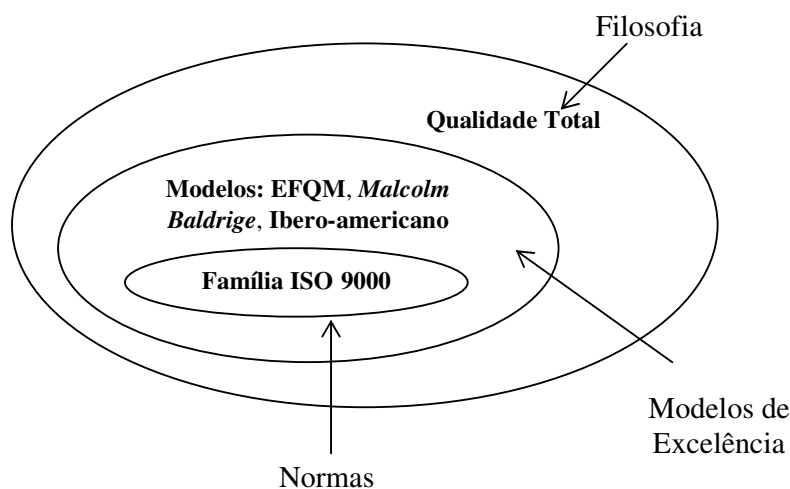 Filosofia
Qualidade Total
Modelos: EFQM, Malcolm
Baldrige, Ibero-americano
Família ISO 9000
Modelos de
Excelência
Normas